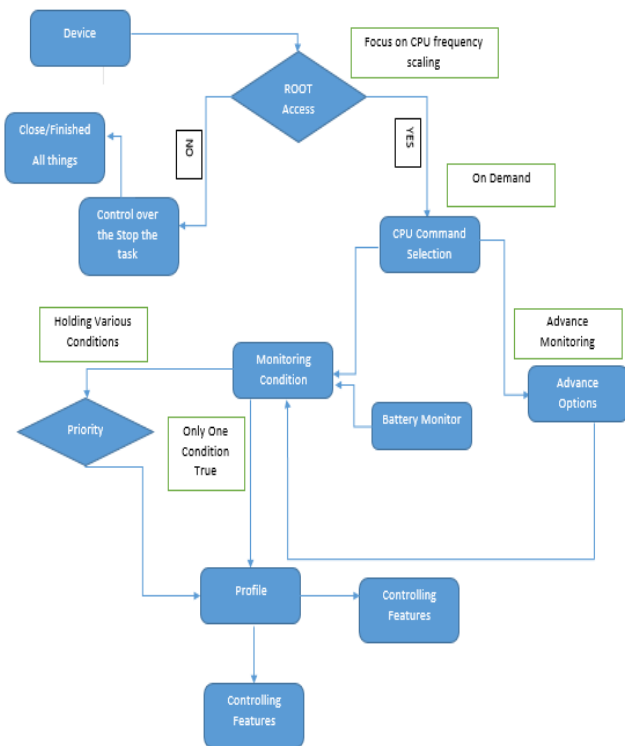 Device
Focus on CPU frequency
scaling
ROOT
Access
Close/Finished
All things
NO
YES
On Demand
Control over
the Stop the
task
CPU Command
Selection
Holding Various
Conditions
Advance
Monitoring
Monitoring
Condition
Advance
Options
Battery Monitor
Priority
Only One
Condition
True
Profile
Controlling
Features
Controlling
Features